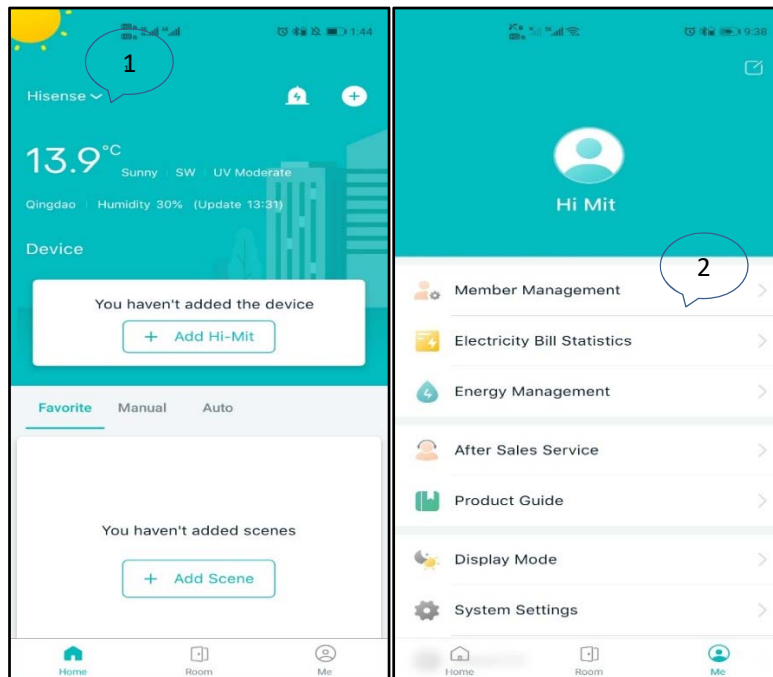 1:44
1
Hisense
13.9°C
Sunny SW UV Moderate
Qingdao Humidity 30% (Update 13:31)
Device
You haven't added the device
+ Add Hi-Mit
Favorite Manual Auto
You haven't added scenes
+ Add Scene
Home Room Me
9:38
Hi Mit
2
Member Management
Electricity Bill Statistics
Energy Management
After Sales Service
Product Guide
Display Mode
System Settings
Home Room Me